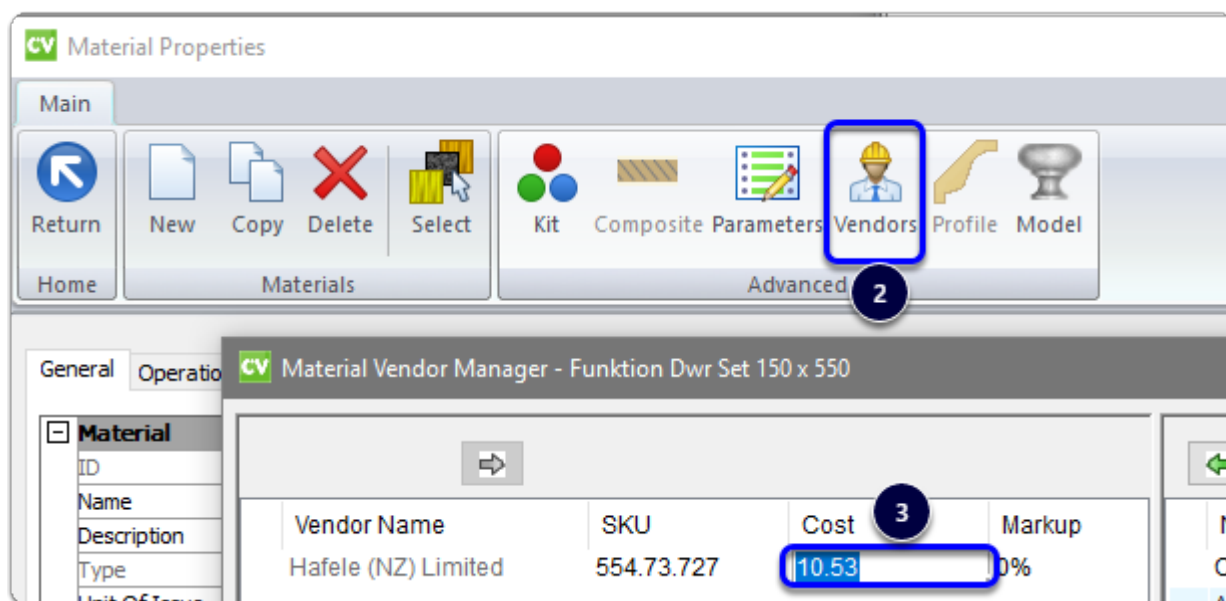 CV Material Properties
Main
Return New Copy Delete Select Kit Composite Parameters Vendors Profile Model
Home Materials Advanced
2
General Operatio
CV Material Vendor Manager - Funktion Dwr Set 150 x 550
Material
ID
Name
Description
Type
3
Vendor Name SKU Cost Markup
Hafele (NZ) Limited 554.73.727 10.53 0%